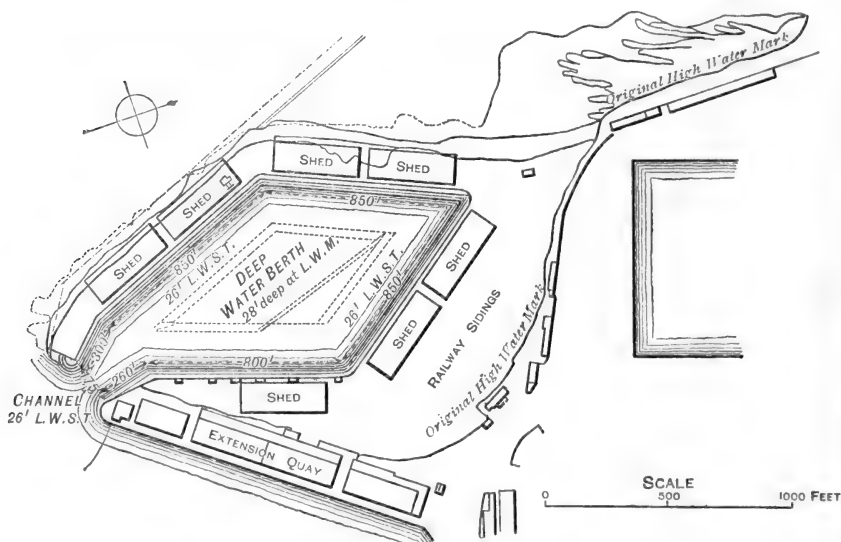 Original High Water Mark
SHED
SHED
SHED
SHED
850'
850'
26' L.W.S.T.
DEEP
WATER BERTH
28' deep at L.W.M.
26' L.W.S.T.
850'
SHED
SHED
RAILWAY SIDINGS
Original High Water Mark
300'
260'
800'
SHED
CHANNEL
26' L.W.S.T
EXTENSION QUAY
SCALE
0 500 1000 FEET